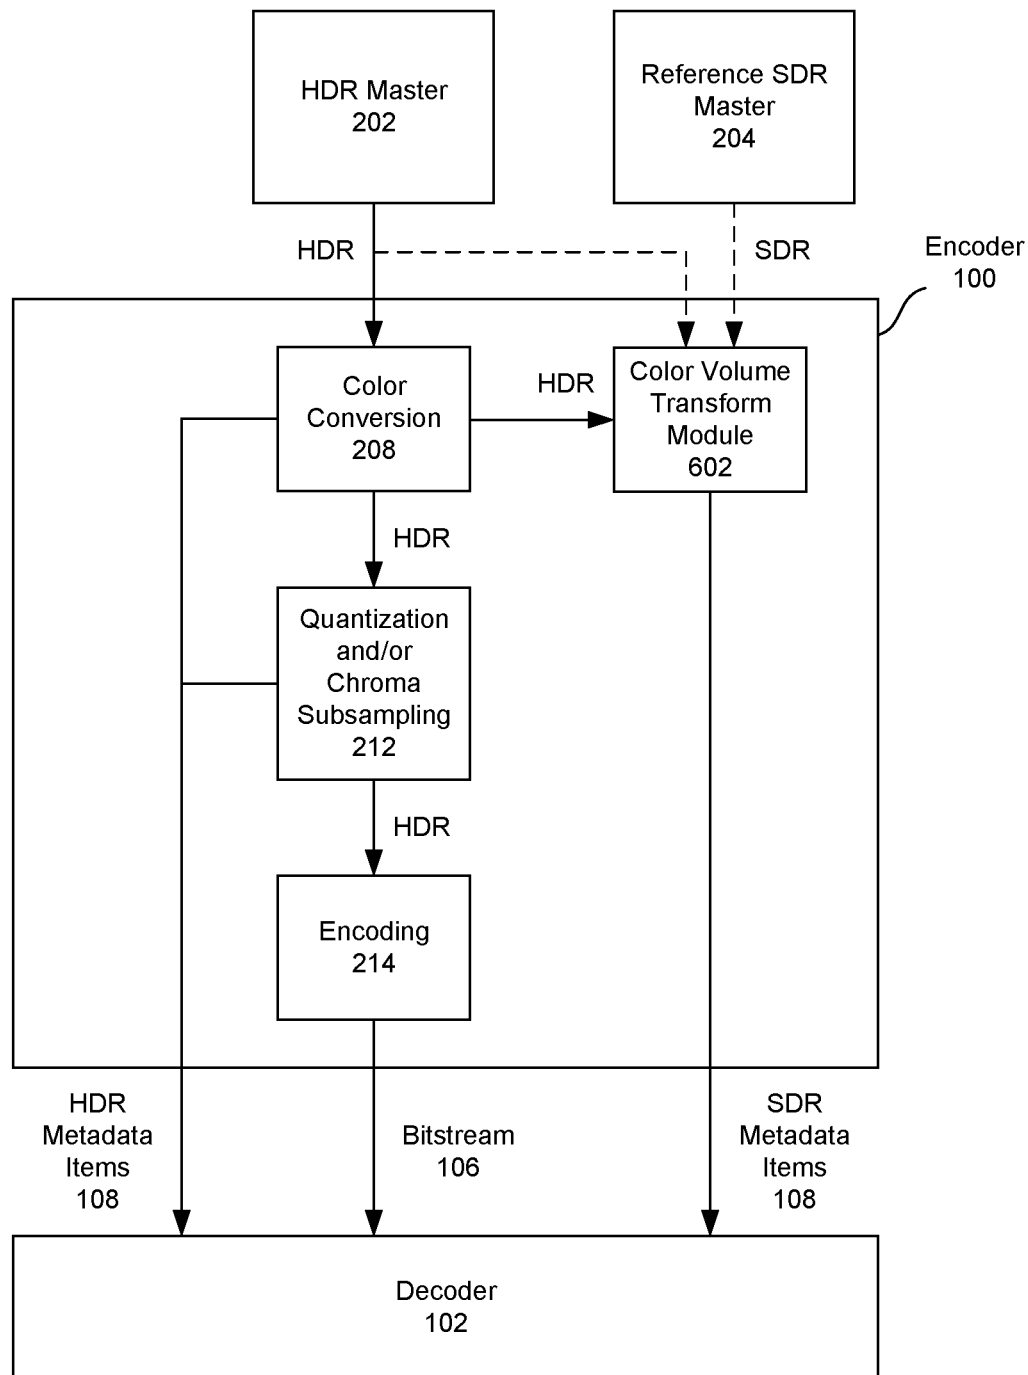 HDR Master
202
Reference SDR
Master
204
HDR
SDR
Encoder
100
Color
Conversion
208
HDR
Color Volume
Transform
Module
602
HDR
Quantization
and/or
Chroma
Subsampling
212
HDR
Encoding
214
HDR
Metadata
Items
108
Bitstream
106
SDR
Metadata
Items
108
Decoder
102